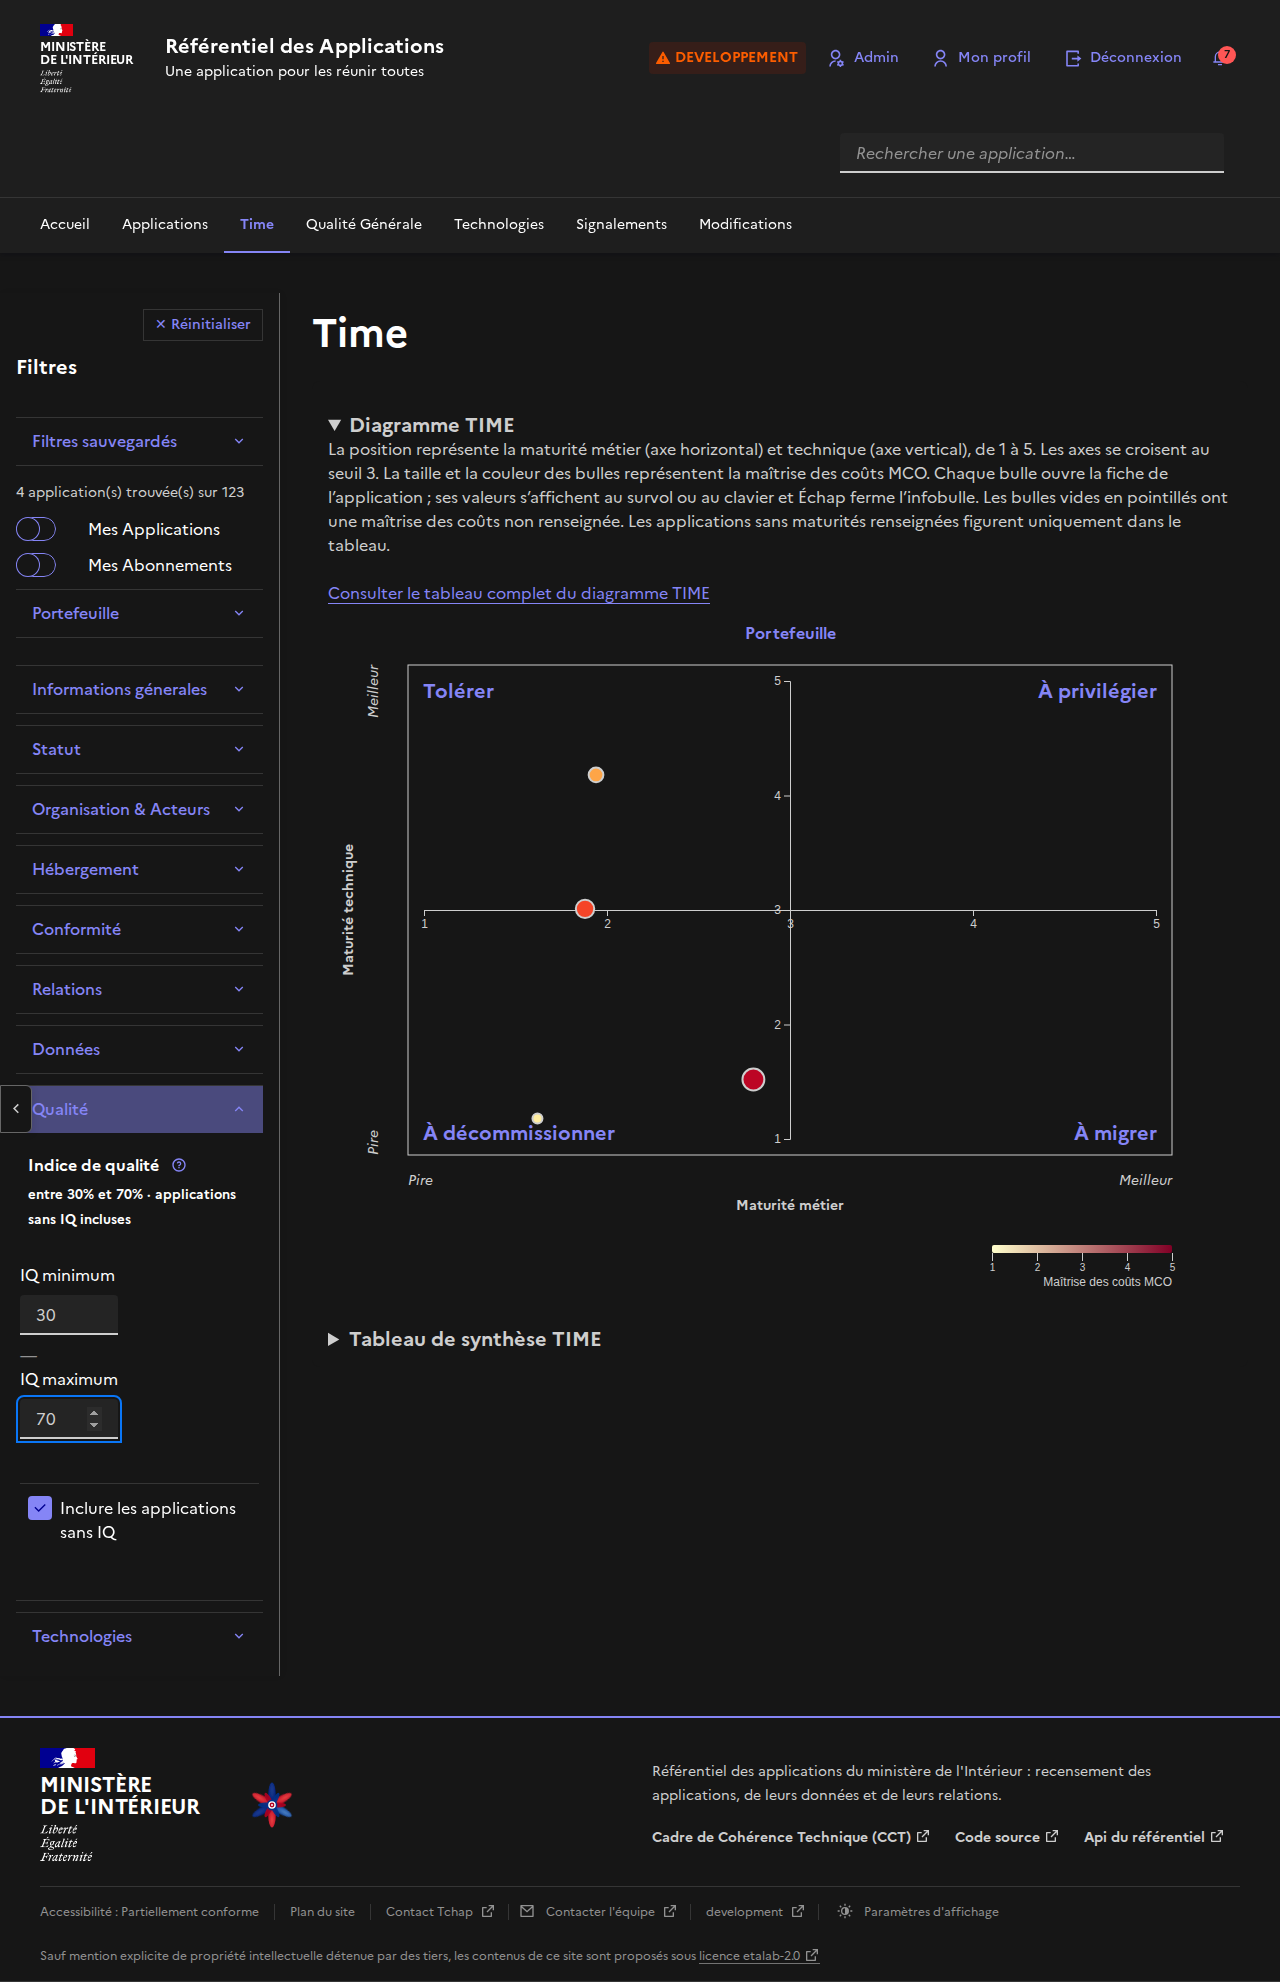 MINISTÈRE
DE L'INTÉRIEUR
Liberté
Égalité
Fraternité
Référentiel des Applications
Une application pour les réunir toutes
DEVELOPPEMENT
Admin
Mon profil
Déconnexion
7
Rechercher une application...
Accueil
Applications
Time
Qualité Générale
Technologies
Signalements
Modifications
Réinitialiser
Filtres
Filtres sauvegardés
4 application(s) trouvée(s) sur 123
Mes Applications
Mes Abonnements
Portefeuille
Informations génerales
Statut
Organisation & Acteurs
Hébergement
Conformité
Relations
Données
Qualité
Indice de qualité
entre 30% et 70% · applications
sans IQ incluses
IQ minimum
30
—
IQ maximum
70
Inclure les applications
sans IQ
Technologies
Time
Diagramme TIME
La position représente la maturité métier (axe horizontal) et technique (axe vertical), de 1 à 5. Les axes se croisent au
seuil 3. La taille et la couleur des bulles représentent la maîtrise des coûts MCO. Chaque bulle ouvre la fiche de
l’application ; ses valeurs s’affichent au survol ou au clavier et Échap ferme l’infobulle. Les bulles vides en pointillés ont
une maîtrise des coûts non renseignée. Les applications sans maturités renseignées figurent uniquement dans le
tableau.
Consulter le tableau complet du diagramme TIME
Portefeuille
Meilleur
Tolérer
5
À privilégier
4
Maturité technique
3
1
2
3
4
5
2
À décommissionner
1
À migrer
Pire
Pire
Meilleur
Maturité métier
1
2
3
4
5
Maîtrise des coûts MCO
Tableau de synthèse TIME
MINISTÈRE
DE L'INTÉRIEUR
Liberté
Égalité
Fraternité
Référentiel des applications du ministère de l'Intérieur : recensement des
applications, de leurs données et de leurs relations.
Cadre de Cohérence Technique (CCT)
Code source
Api du référentiel
Accessibilité : Partiellement conforme
Plan du site
Contact Tchap
Contacter l'équipe
development
Paramètres d'affichage
Sauf mention explicite de propriété intellectuelle détenue par des tiers, les contenus de ce site sont proposés sous licence etalab-2.0